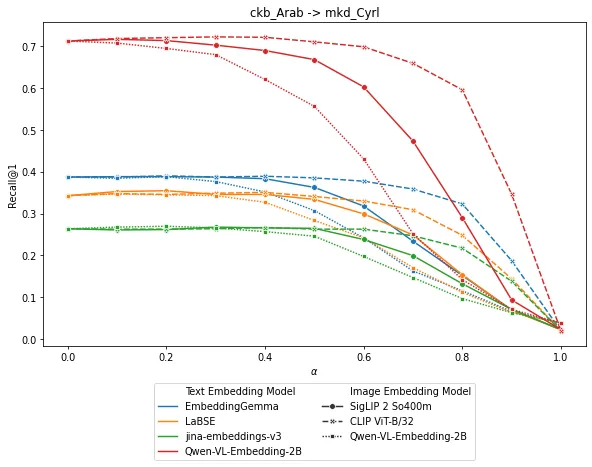 ckb_Arab -> mkd_Cyrl
Recall@1
0.7
0.6
0.5
0.4
0.3
0.2
0.1
0.0
0.0 0.2 0.4 0.6 0.8 1.0
α
Text Embedding Model
EmbeddingGemma
LaBSE
jina-embeddings-v3
Qwen-VL-Embedding-2B
Image Embedding Model
SigLIP 2 So400m
CLIP ViT-B/32
Qwen-VL-Embedding-2B